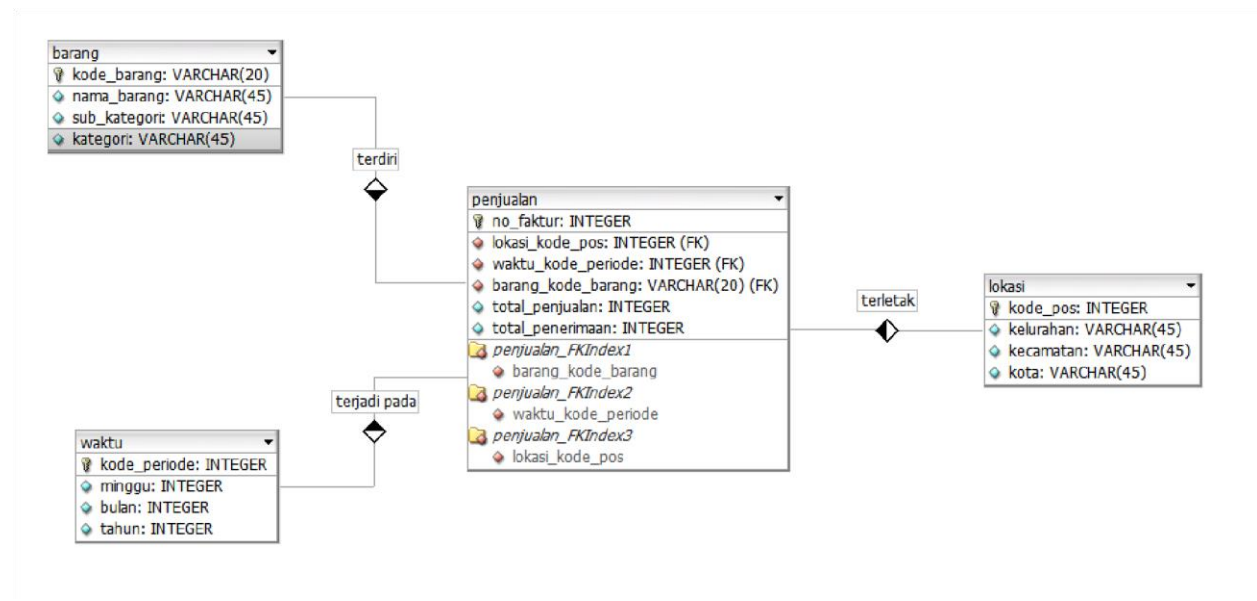 barang
kode_barang: VARCHAR(20)
nama_barang: VARCHAR(45)
sub_kategori: VARCHAR(45)
kategori: VARCHAR(45)
terdiri
penjualan
no_faktur: INTEGER
lokasi_kode_pos: INTEGER (FK)
waktu_kode_periode: INTEGER (FK)
barang_kode_barang: VARCHAR(20) (FK)
total_penjualan: INTEGER
total_penerimaan: INTEGER
penjualan_FKIndex1
barang_kode_barang
penjualan_FKIndex2
waktu_kode_periode
penjualan_FKIndex3
lokasi_kode_pos
terletak
lokasi
kode_pos: INTEGER
kelurahan: VARCHAR(45)
kecamatan: VARCHAR(45)
kota: VARCHAR(45)
terjadi pada
waktu
kode_periode: INTEGER
minggu: INTEGER
bulan: INTEGER
tahun: INTEGER